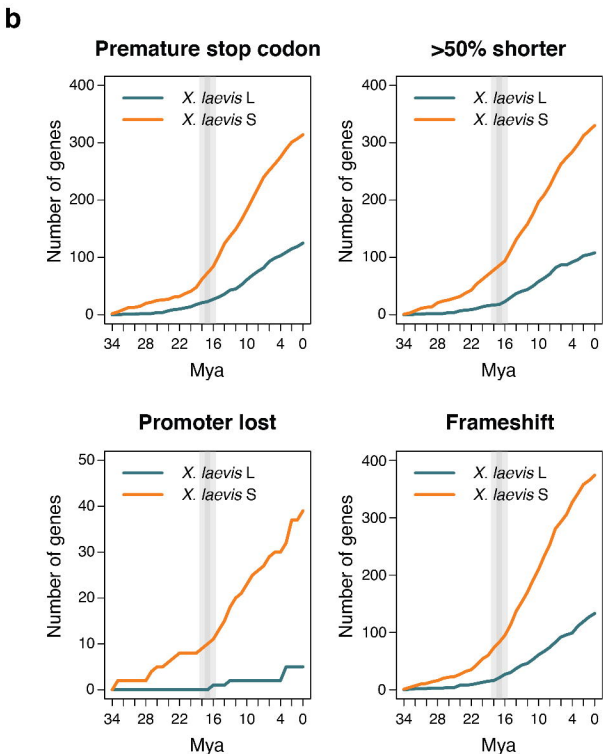 b
Premature stop codon
>50% shorter
400
300
200
100
0
Number of genes
X. laevis L
X. laevis S
34 28 22 16 10 4 0
Mya
400
300
200
100
0
Number of genes
X. laevis L
X. laevis S
34 28 22 16 10 4 0
Mya
Promoter lost
Frameshift
50
40
30
20
10
0
Number of genes
X. laevis L
X. laevis S
34 28 22 16 10 4 0
Mya
400
300
200
100
0
Number of genes
X. laevis L
X. laevis S
34 28 22 16 10 4 0
Mya